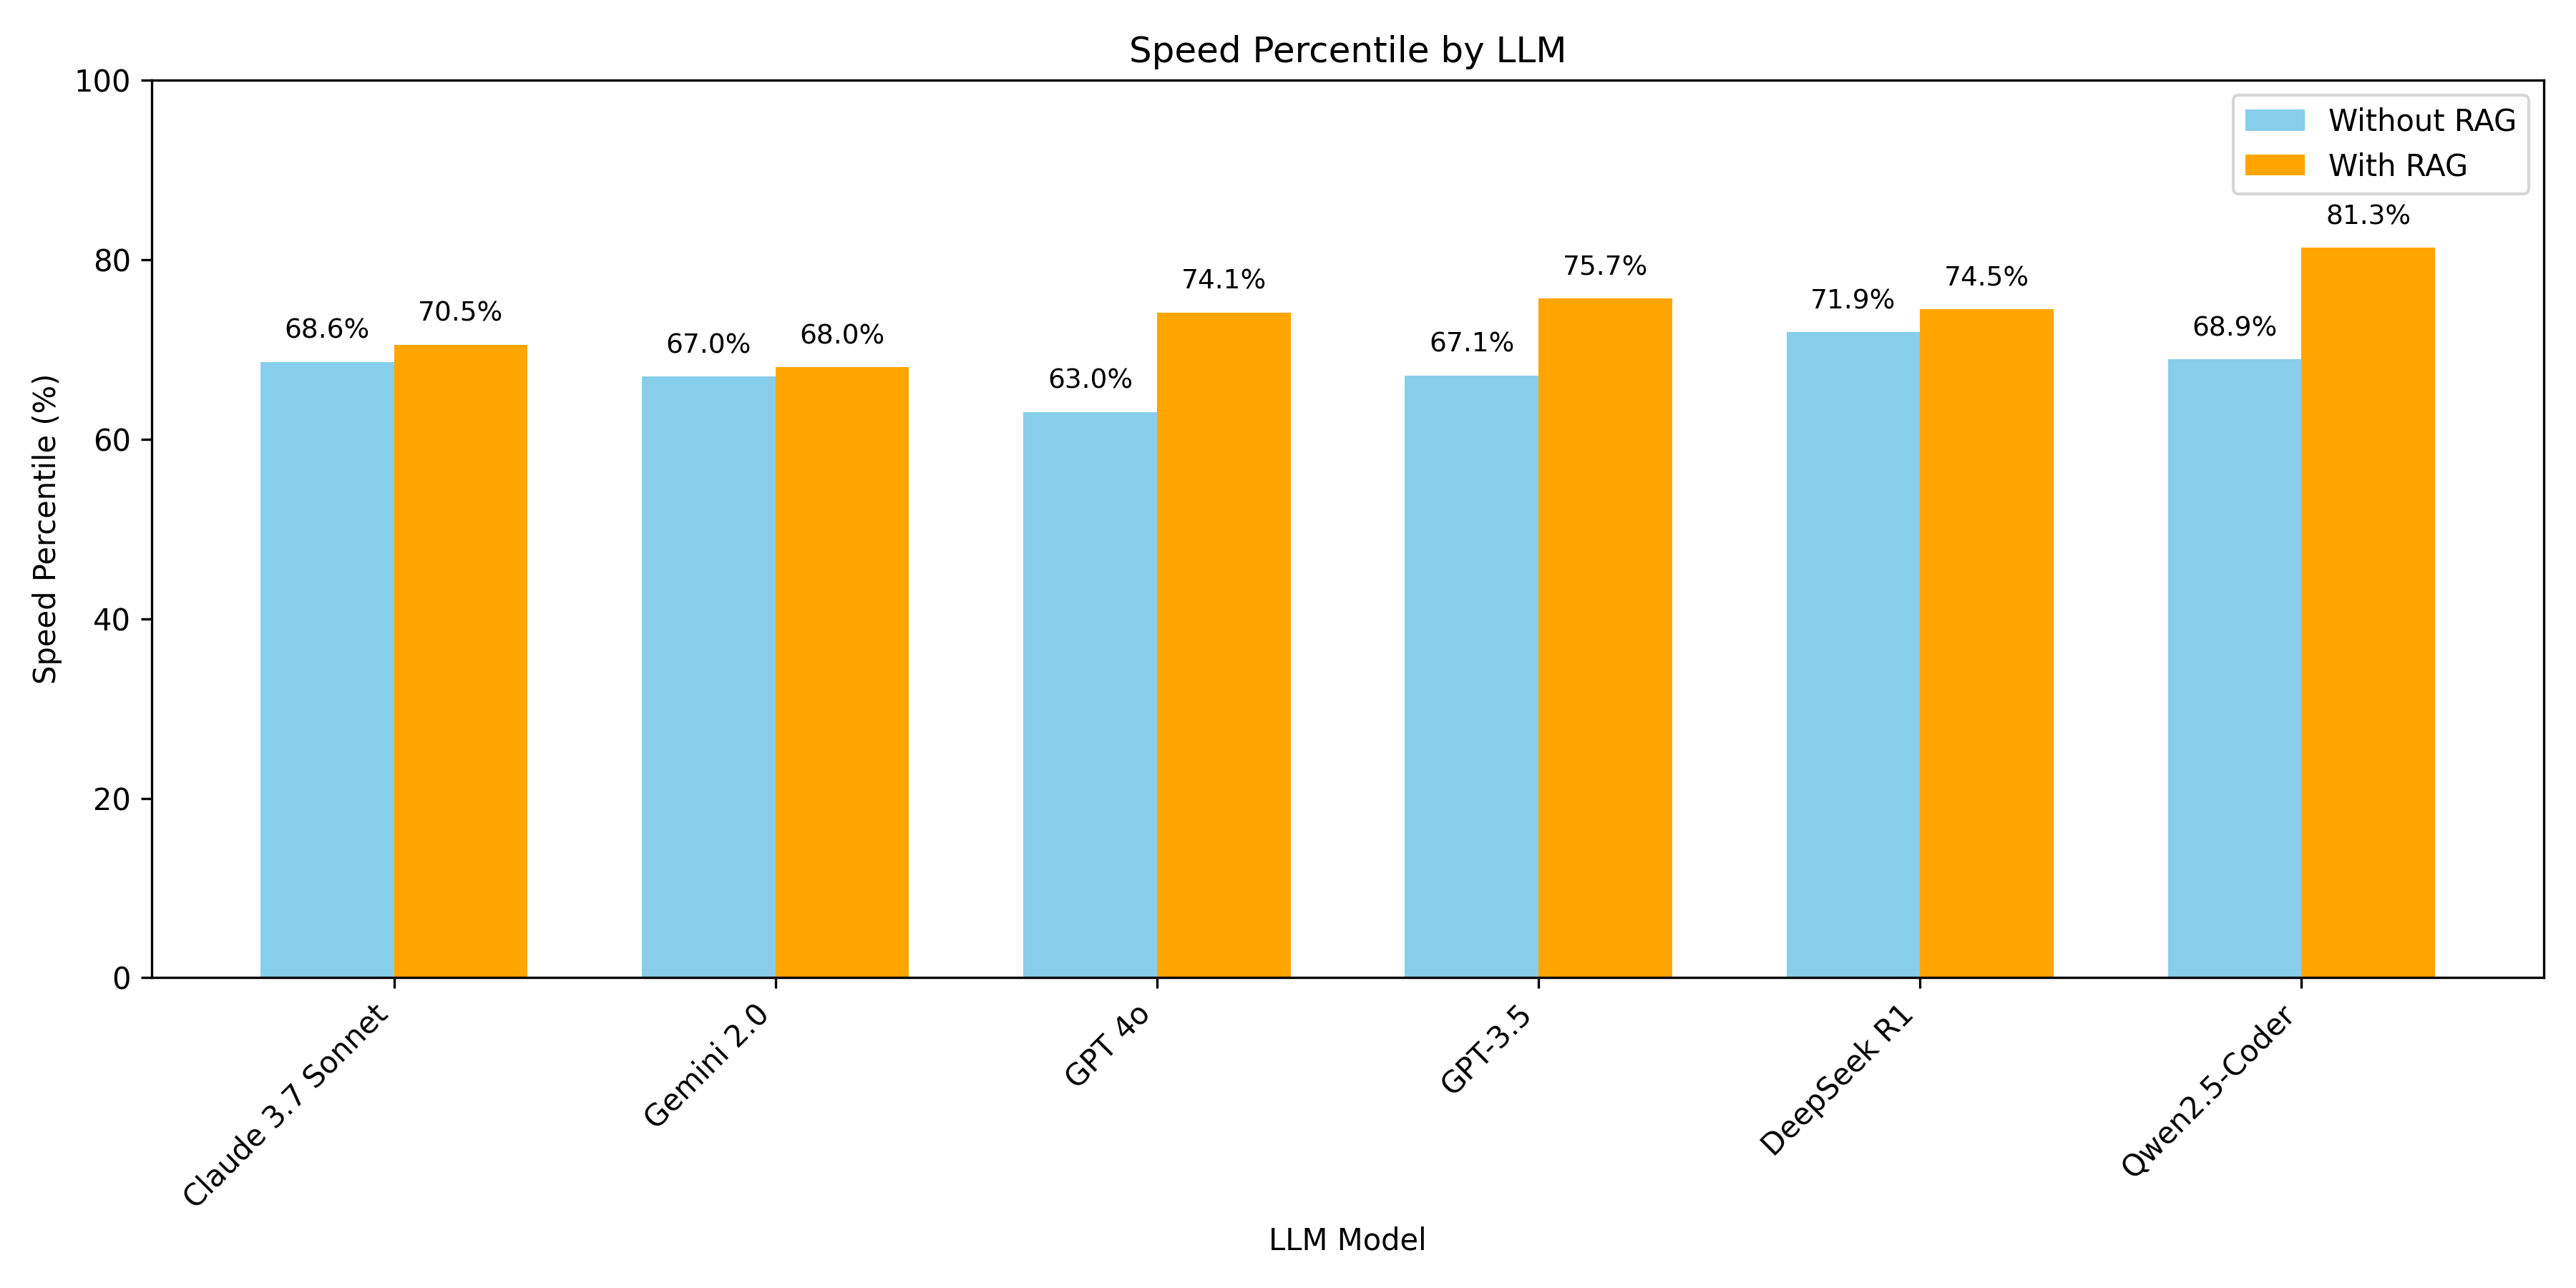 Speed Percentile by LLM
Without RAG
With RAG
Speed Percentile (%)
100
80
60
40
20
0
68.6%
70.5%
67.0%
68.0%
63.0%
74.1%
67.1%
75.7%
71.9%
74.5%
68.9%
81.3%
Claude 3.7 Sonnet
Gemini 2.0
GPT 4o
GPT-3.5
DeepSeek R1
Qwen2.5-Coder
LLM Model